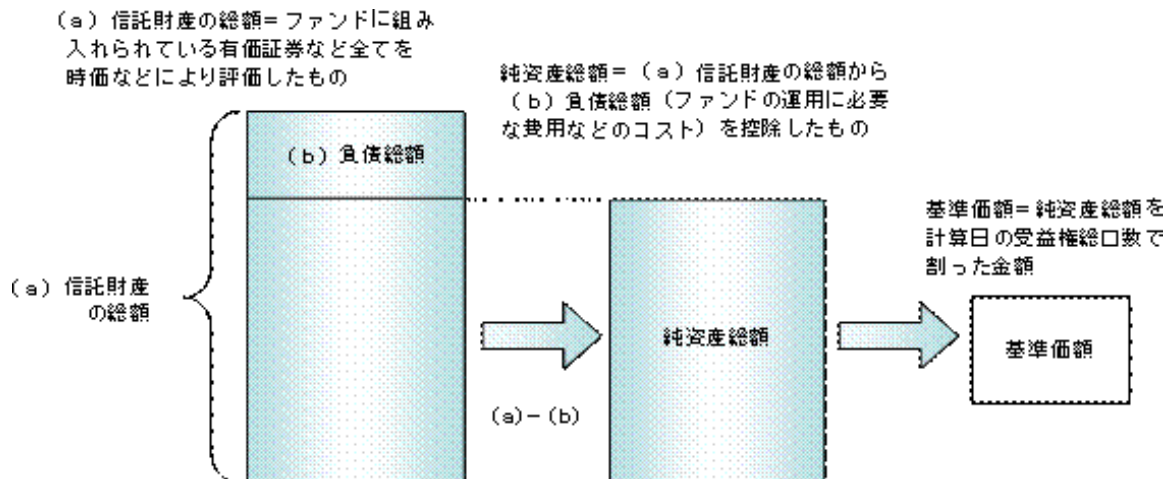 (a) 信託財産の総額=ファンドに組み
入れられている有価証券など全てを
時価などにより評価したもの
純資産総額=(a)信託財産の総額から
(b)負債総額(ファンドの運用に必要
な費用などのコスト)を控除したもの
(b)負債総額
基準価額=純資産総額を
計算日の受益権総口数で
割った金額
(a)信託財産
の総額
純資産総額
基準価額
(a)-(b)